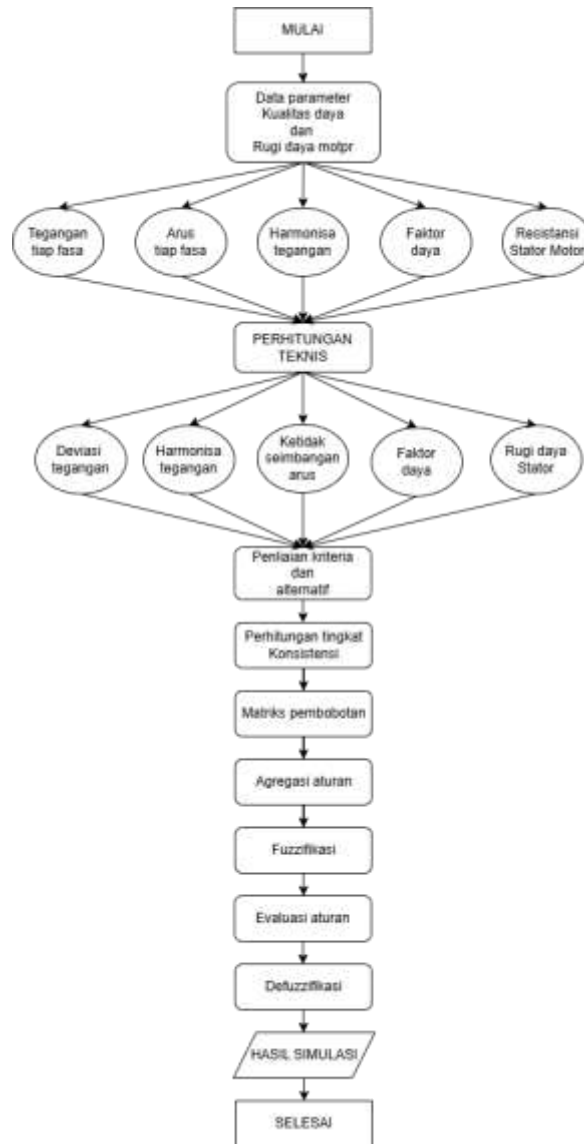 MULAI
Data parameter
Kualitas daya
dan
Rugi daya motpr
Tegangan
tiap fasa
Arus
tiap fasa
Harmonisa
tegangan
Faktor
daya
Resistansi
Stator Motor
PERHITUNGAN
TEKNIS
Deviasi
tegangan
Harmonisa
tegangan
Ketidak
seimbangan
arus
Faktor
daya
Rugi daya
Stator
Penliaian kriteria
dan
alternatif
Perhitungan tingkat
Konsistensi
Matriks pembobotan
Agregasi aturan
Fuzzifikasi
Evaluasi aturan
Defuzzifikasi
HASIL SIMULASI
SELESAI